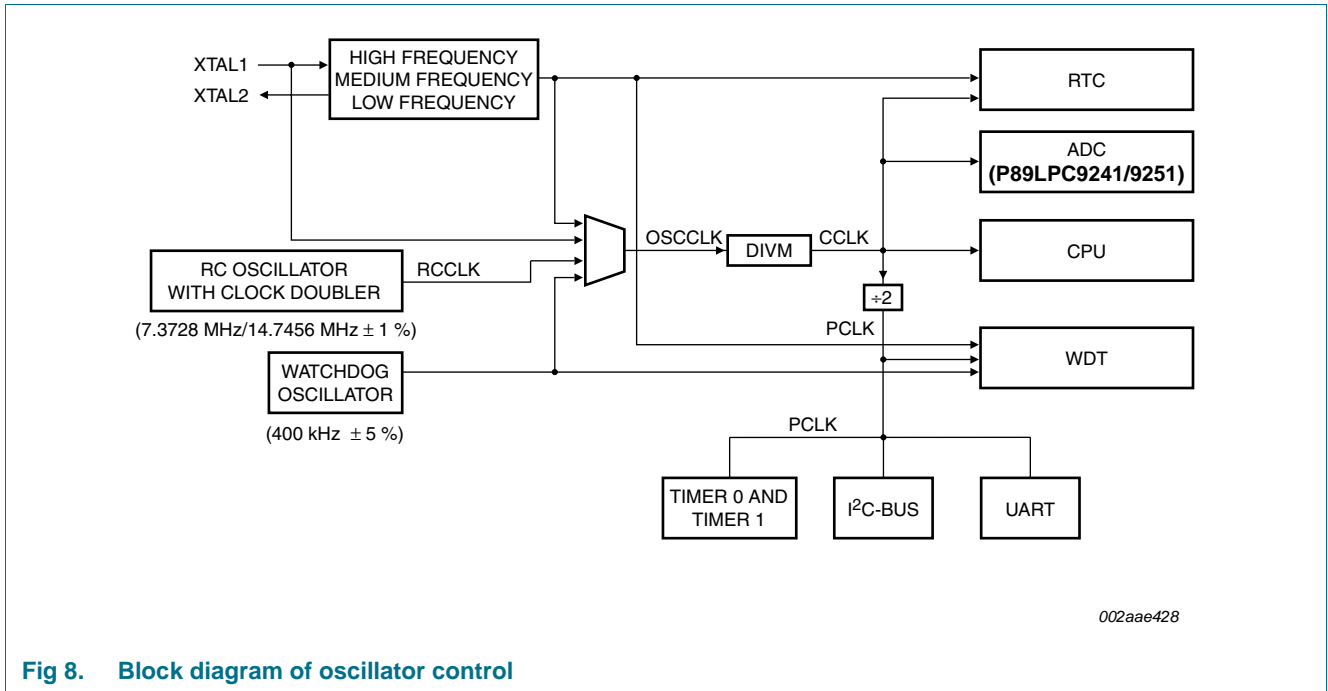 XTAL1
XTAL2
HIGH FREQUENCY
MEDIUM FREQUENCY
LOW FREQUENCY
RTC
ADC
(P89LPC9241/9251)
OSCCLK
DIVM
CCLK
CPU
RC OSCILLATOR
WITH CLOCK DOUBLER
RCCLK
(7.3728 MHz/14.7456 MHz ± 1 %)
÷2
PCLK
WDT
WATCHDOG
OSCILLATOR
(400 kHz ± 5 %)
PCLK
TIMER 0 AND
TIMER 1
I²C-BUS
UART
002aae428
Fig 8. Block diagram of oscillator control